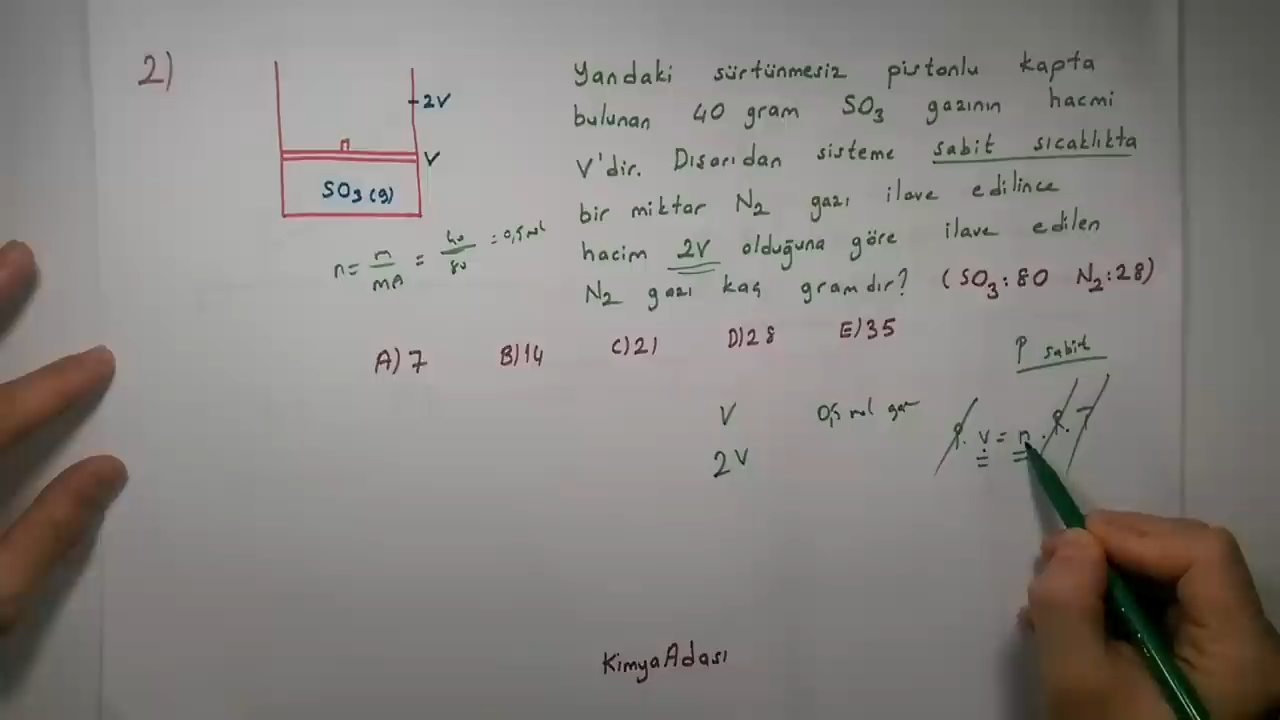 2)
2V
V
SO₃(g)
Yandaki sürtünmesiz pistonlu kapta
bulunan 40 gram SO₃ gazının hacmi
V'dir. Dışarıdan sisteme sabit sıcaklıkta
bir miktar N₂ gazı ilave edilince
hacim 2V olduğuna göre ilave edilen
N₂ gazı kaç gramdır? (SO₃:80 N₂:28)
n = m/MA = 40/80 = 0,5 mol
A) 7 B) 14 C) 21 D) 28 E) 35
P sabit
V 0,5 mol gaz
P.V = n.R.T
2V
KimyaAdası